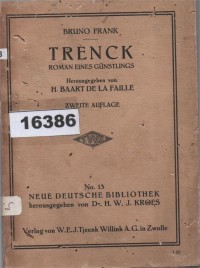 BRUNO FRANK
TRENCK
ROMAN EINES GÜNSTLINGS
Herausgegeben von
H. BAART DE LA FAILLE
ZWEITE AUFLAGE
16386
No. 15
NEUE DEUTSCHE BIBLIOTHEK
herausgegeben von Dr. H. W. J. KROES
Verlag von W. E. J. Tjeenk Willink A. G. in Zwolle